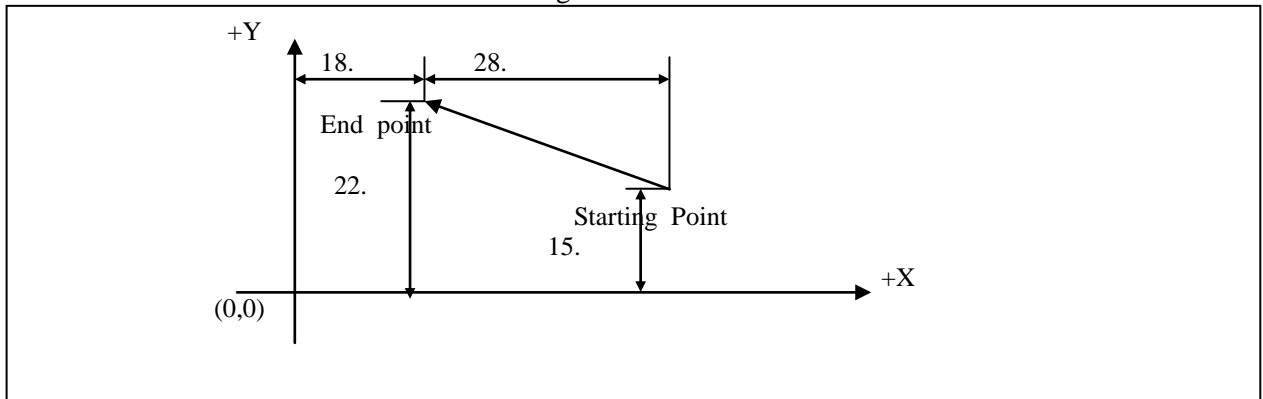 +Y
18. 28.
End point
22.
Starting Point
15.
+X
(0,0)